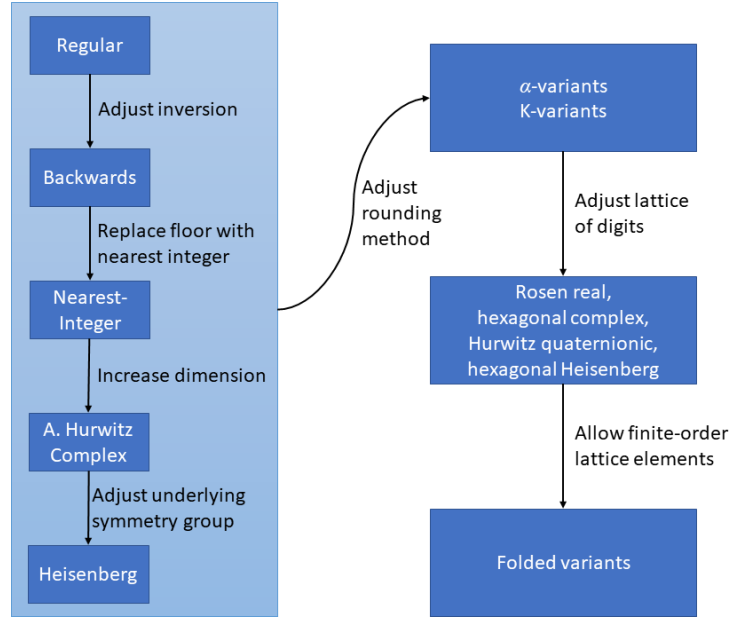 Regular
Adjust inversion
Backwards
Replace floor with
nearest integer
Nearest-
Integer
Increase dimension
A. Hurwitz
Complex
Adjust underlying
symmetry group
Heisenberg
Adjust
rounding
method
α-variants
K-variants
Adjust lattice
of digits
Rosen real,
hexagonal complex,
Hurwitz quaternionic,
hexagonal Heisenberg
Allow finite-order
lattice elements
Folded variants